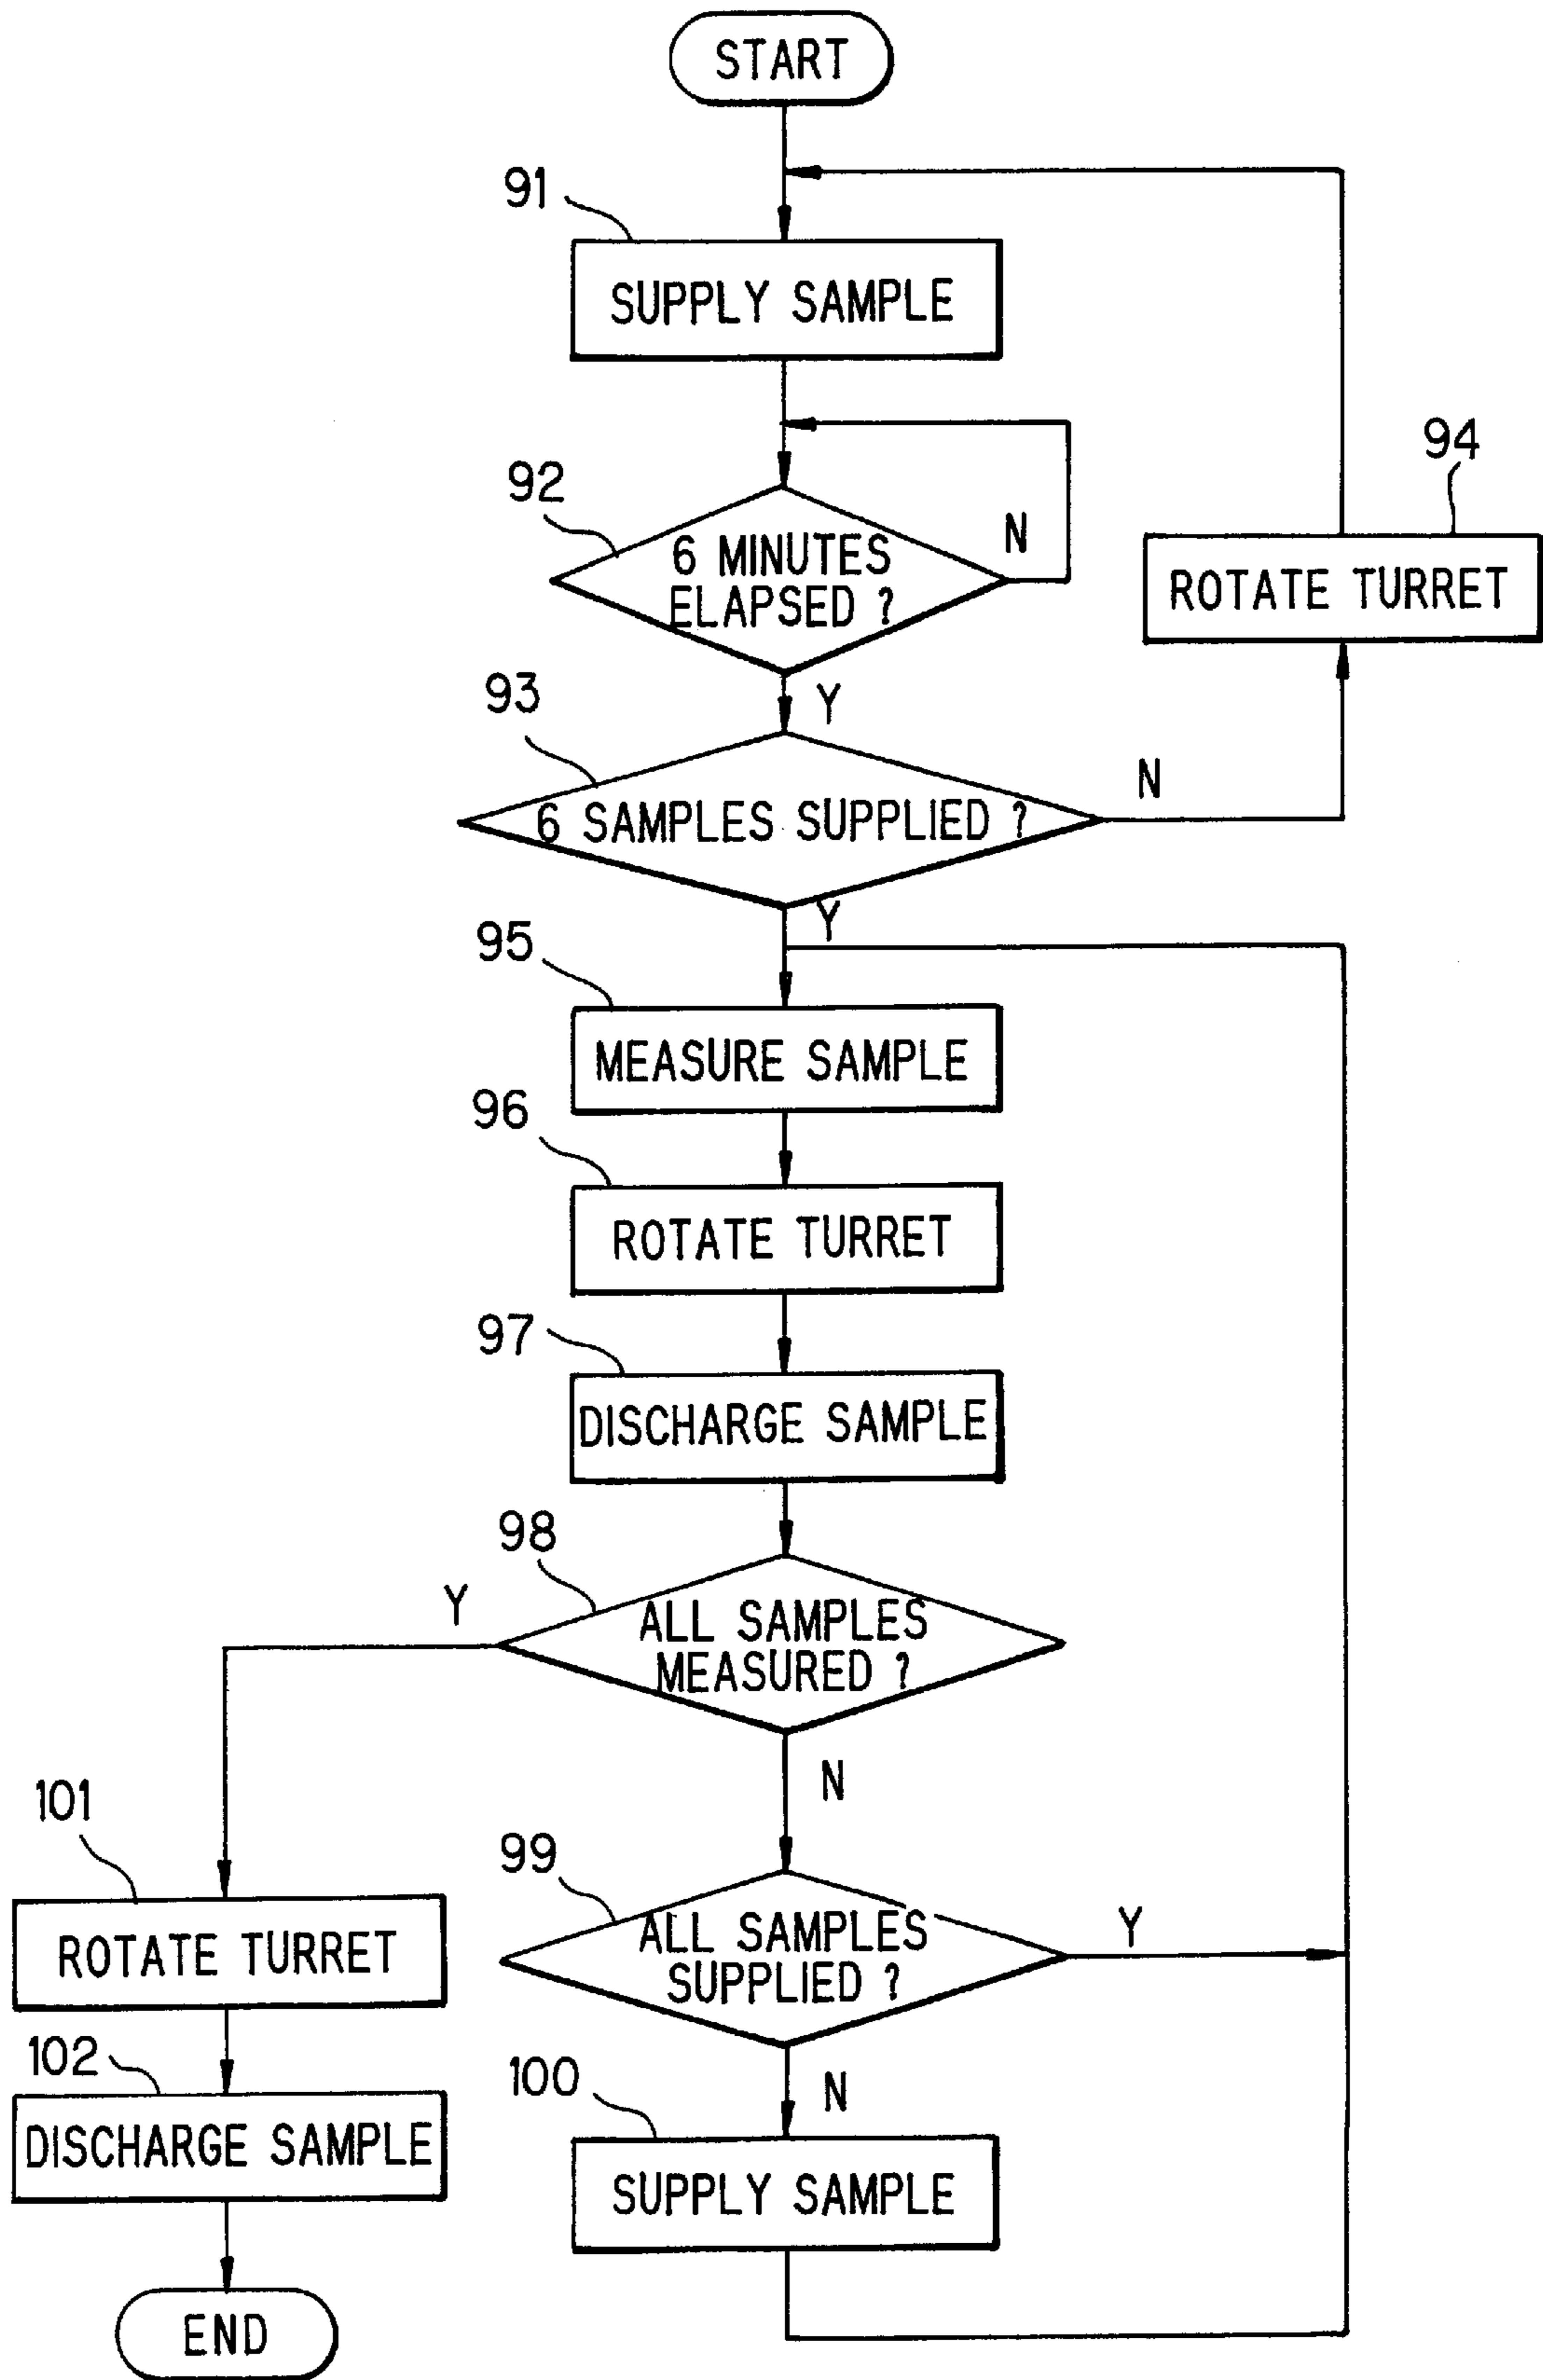 START
91
SUPPLY SAMPLE
92
6 MINUTES
ELAPSED ?
N
94
ROTATE TURRET
Y
93
6 SAMPLES SUPPLIED ?
N
Y
95
MEASURE SAMPLE
96
ROTATE TURRET
97
DISCHARGE SAMPLE
98
Y
ALL SAMPLES
MEASURED ?
N
101
ROTATE TURRET
99
ALL SAMPLES
SUPPLIED ?
Y
102
DISCHARGE SAMPLE
N
100
SUPPLY SAMPLE
END